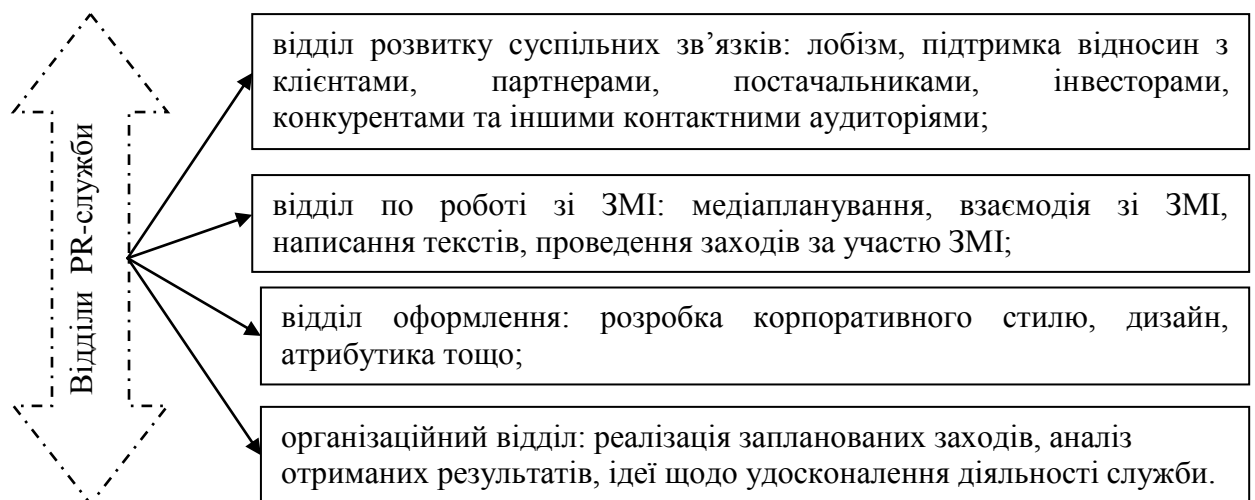 Відділи PR-служби
відділ розвитку суспільних зв’язків: лобізм, підтримка відносин з
клієнтами, партнерами, постачальниками, інвесторами,
конкурентами та іншими контактними аудиторіями;
відділ по роботі зі ЗМІ: медіапланування, взаємодія зі ЗМІ,
написання текстів, проведення заходів за участю ЗМІ;
відділ оформлення: розробка корпоративного стилю, дизайн,
атрибутика тощо;
організаційний відділ: реалізація запланованих заходів, аналіз
отриманих результатів, ідеї щодо удосконалення діяльності служби.